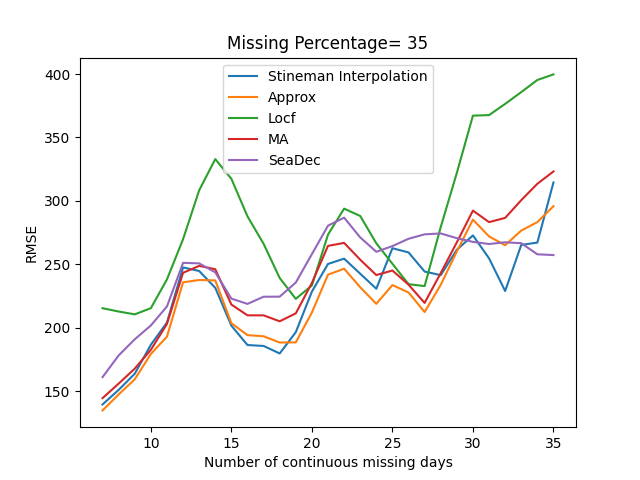 Missing Percentage= 35
Stineman Interpolation
Approx
Locf
MA
SeaDec
RMSE
400
350
300
250
200
150
10 15 20 25 30 35
Number of continuous missing days